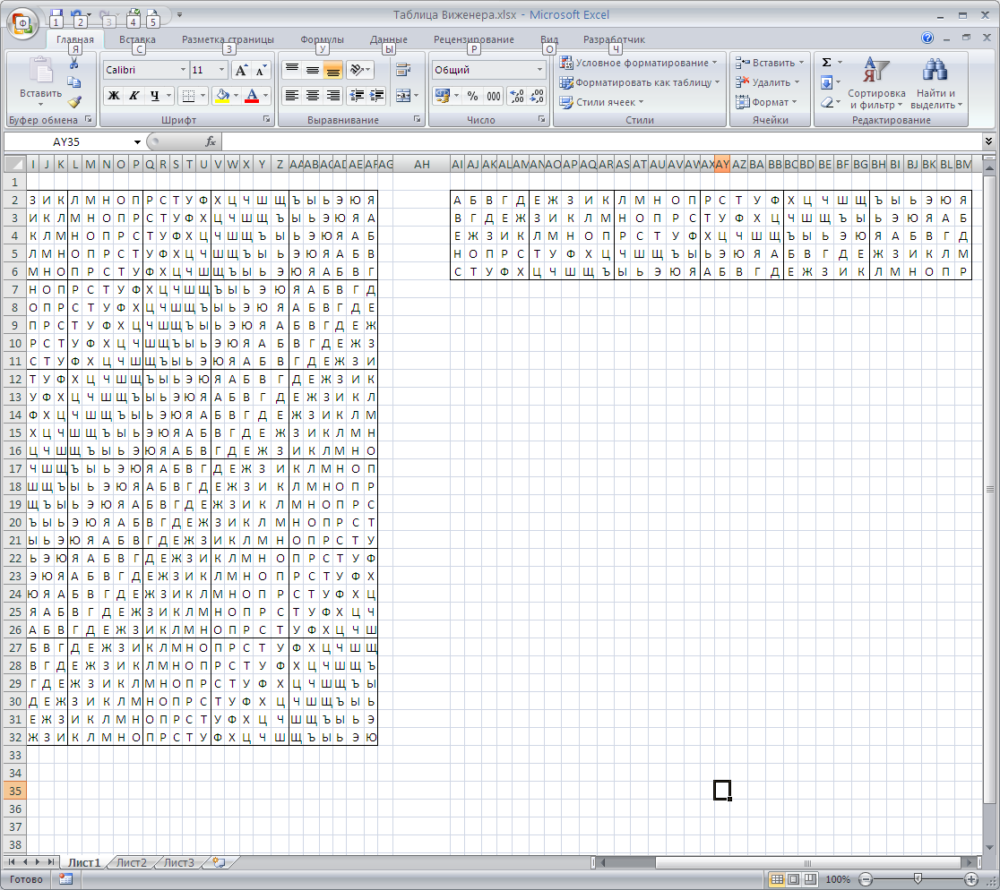 Таблица Виженера.xlsx - Microsoft Excel
Ф 1 2 3 4 5
Главная Вставка Разметка страницы Формулы Данные Рецензирование Вид Разработчик
Я С З У Ы Р О Ч
Вставить
Calibri 11
Общий
Условное форматирование
Форматировать как таблицу
Стили ячеек
Вставить
Удалить
Формат
Сортировка и фильтр
Найти и выделить
Ж К Ч
% 000
Буфер обмена Шрифт Выравнивание Число Стили Ячейки Редактирование
AY35 fx
I J K L M N O P Q R S T U V W X Y Z AA AB AC AD AE AF AG AH AI AJ AK AL AM AN AO AP AQ AR AS AT AU AV AW AX AY AZ BA BB BC BD BE BF BG BH BI BJ BK BL BM
1
2 З И К Л М Н О П Р С Т У Ф Х Ц Ч Ш Щ Ъ Ы Ь Э Ю Я А Б В Г Д Е Ж З И К Л М Н О П Р С Т У Ф Х Ц Ч Ш Щ Ъ Ы Ь Э Ю Я
3 И К Л М Н О П Р С Т У Ф Х Ц Ч Ш Щ Ъ Ы Ь Э Ю Я А В Г Д Е Ж З И К Л М Н О П Р С Т У Ф Х Ц Ч Ш Щ Ъ Ы Ь Э Ю Я А Б
4 К Л М Н О П Р С Т У Ф Х Ц Ч Ш Щ Ъ Ы Ь Э Ю Я А Б Е Ж З И К Л М Н О П Р С Т У Ф Х Ц Ч Ш Щ Ъ Ы Ь Э Ю Я А Б В Г Д
5 Л М Н О П Р С Т У Ф Х Ц Ч Ш Щ Ъ Ы Ь Э Ю Я А Б В Н О П Р С Т У Ф Х Ц Ч Ш Щ Ъ Ы Ь Э Ю Я А Б В Г Д Е Ж З И К Л М
6 М Н О П Р С Т У Ф Х Ц Ч Ш Щ Ъ Ы Ь Э Ю Я А Б В Г С Т У Ф Х Ц Ч Ш Щ Ъ Ы Ь Э Ю Я А Б В Г Д Е Ж З И К Л М Н О П Р
7 Н О П Р С Т У Ф Х Ц Ч Ш Щ Ъ Ы Ь Э Ю Я А Б В Г Д
8 О П Р С Т У Ф Х Ц Ч Ш Щ Ъ Ы Ь Э Ю Я А Б В Г Д Е
9 П Р С Т У Ф Х Ц Ч Ш Щ Ъ Ы Ь Э Ю Я А Б В Г Д Е Ж
10 Р С Т У Ф Х Ц Ч Ш Щ Ъ Ы Ь Э Ю Я А Б В Г Д Е Ж З
11 С Т У Ф Х Ц Ч Ш Щ Ъ Ы Ь Э Ю Я А Б В Г Д Е Ж З И
12 Т У Ф Х Ц Ч Ш Щ Ъ Ы Ь Э Ю Я А Б В Г Д Е Ж З И К
13 У Ф Х Ц Ч Ш Щ Ъ Ы Ь Э Ю Я А Б В Г Д Е Ж З И К Л
14 Ф Х Ц Ч Ш Щ Ъ Ы Ь Э Ю Я А Б В Г Д Е Ж З И К Л М
15 Х Ц Ч Ш Щ Ъ Ы Ь Э Ю Я А Б В Г Д Е Ж З И К Л М Н
16 Ц Ч Ш Щ Ъ Ы Ь Э Ю Я А Б В Г Д Е Ж З И К Л М Н О
17 Ч Ш Щ Ъ Ы Ь Э Ю Я А Б В Г Д Е Ж З И К Л М Н О П
18 Ш Щ Ъ Ы Ь Э Ю Я А Б В Г Д Е Ж З И К Л М Н О П Р
19 Щ Ъ Ы Ь Э Ю Я А Б В Г Д Е Ж З И К Л М Н О П Р С
20 Ъ Ы Ь Э Ю Я А Б В Г Д Е Ж З И К Л М Н О П Р С Т
21 Ы Ь Э Ю Я А Б В Г Д Е Ж З И К Л М Н О П Р С Т У
22 Ь Э Ю Я А Б В Г Д Е Ж З И К Л М Н О П Р С Т У Ф
23 Э Ю Я А Б В Г Д Е Ж З И К Л М Н О П Р С Т У Ф Х
24 Ю Я А Б В Г Д Е Ж З И К Л М Н О П Р С Т У Ф Х Ц
25 Я А Б В Г Д Е Ж З И К Л М Н О П Р С Т У Ф Х Ц Ч
26 А Б В Г Д Е Ж З И К Л М Н О П Р С Т У Ф Х Ц Ч Ш
27 Б В Г Д Е Ж З И К Л М Н О П Р С Т У Ф Х Ц Ч Ш Щ
28 В Г Д Е Ж З И К Л М Н О П Р С Т У Ф Х Ц Ч Ш Щ Ъ
29 Г Д Е Ж З И К Л М Н О П Р С Т У Ф Х Ц Ч Ш Щ Ъ Ы
30 Д Е Ж З И К Л М Н О П Р С Т У Ф Х Ц Ч Ш Щ Ъ Ы Ь
31 Е Ж З И К Л М Н О П Р С Т У Ф Х Ц Ч Ш Щ Ъ Ы Ь Э
32 Ж З И К Л М Н О П Р С Т У Ф Х Ц Ч Ш Щ Ъ Ы Ь Э Ю
33
34
35
36
37
38
Лист1 Лист2 Лист3
Готово 100%